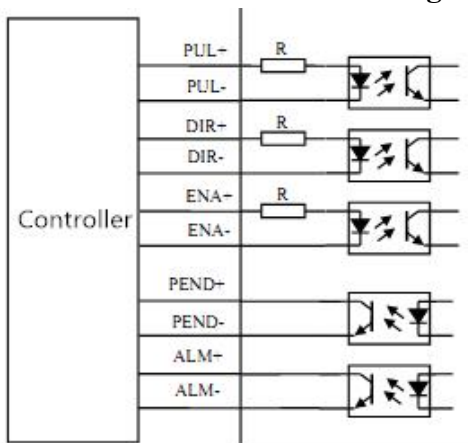 PUL+
R
PUL-
DIR+
R
DIR-
ENA+
R
Controller
ENA-
PEND+
PEND-
ALM+
ALM-